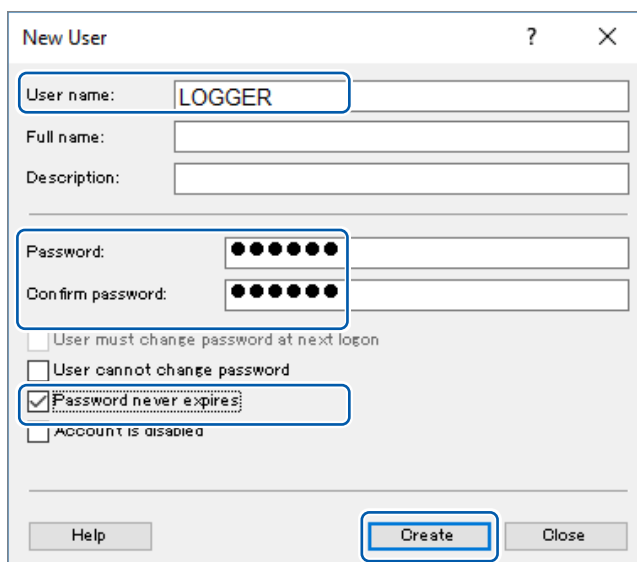 New User ? ×
User name: LOGGER
Full name:
Description:
Password: ●●●●●●
Confirm password: ●●●●●●
User must change password at next logon
User cannot change password
Password never expires
Account is disabled
Help Create Close